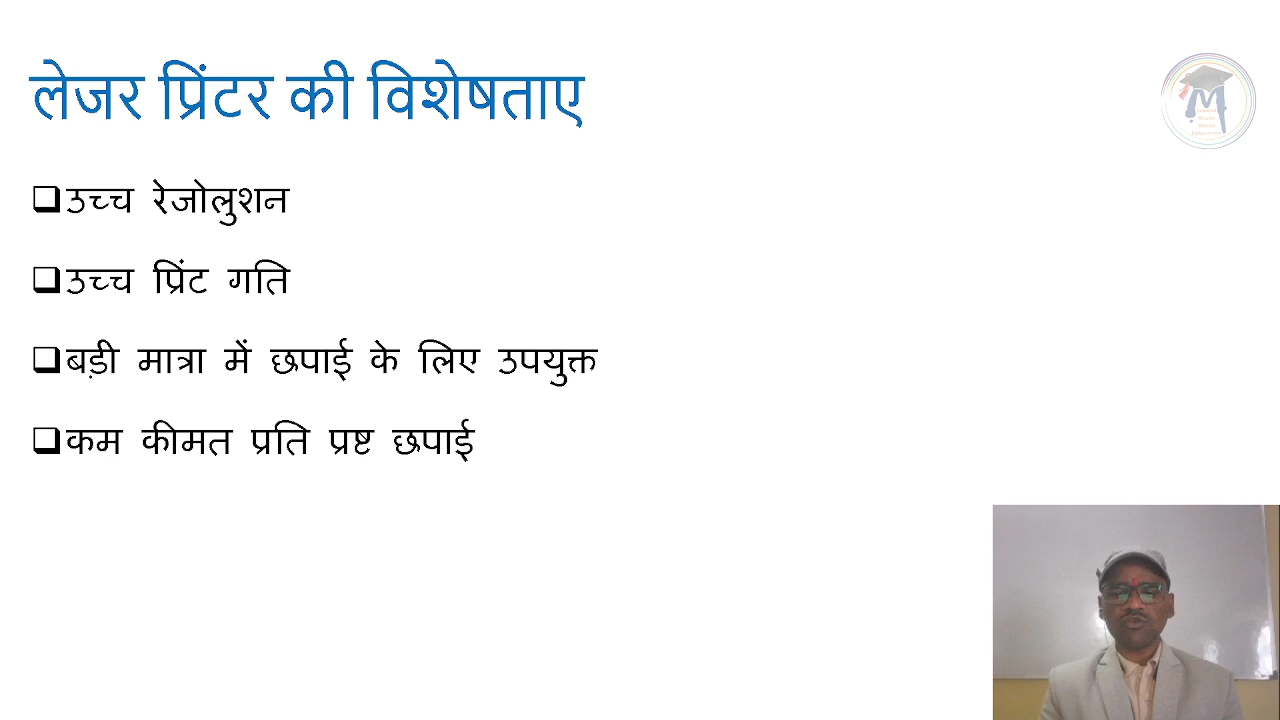 लेजर प्रिंटर की विशेषताए
उच्च रेजोलुशन
उच्च प्रिंट गति
बड़ी मात्रा में छपाई के लिए उपयुक्त
कम कीमत प्रति प्रष्ट छपाई
M